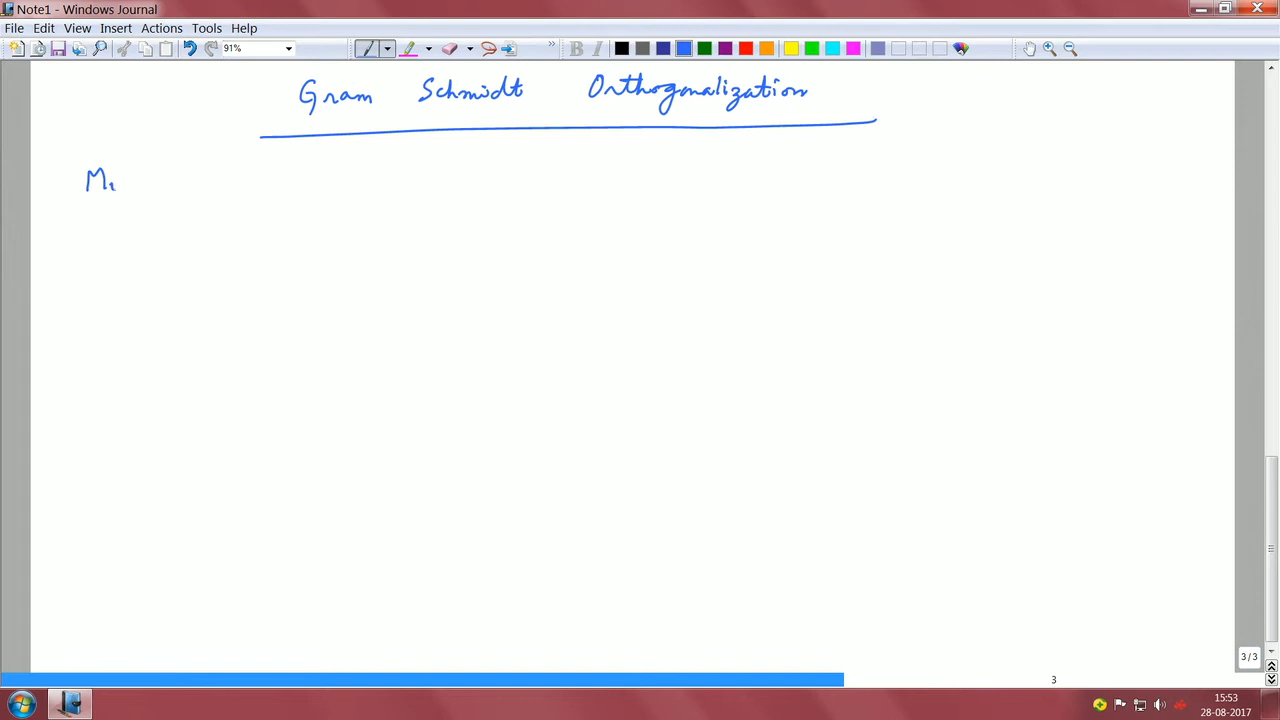 Note1 - Windows Journal
File Edit View Insert Actions Tools Help
91%
Gram Schmidt Orthogonalization
3/3
3
15:53
28-08-2017